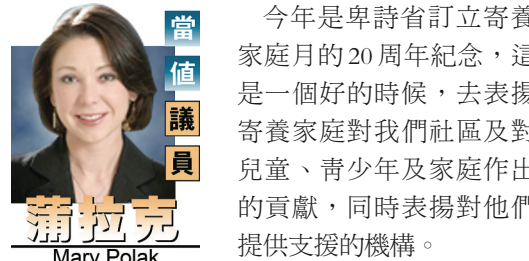 當
值
議
員
蒲拉克
Mary Polak
今年是卑詩省訂立寄養
家庭月的20周年紀念，這
是一個好的時候，去表揚
寄養家庭對我們社區及對
兒童、青少年及家庭作出
的貢獻，同時表揚對他們
提供支援的機構。